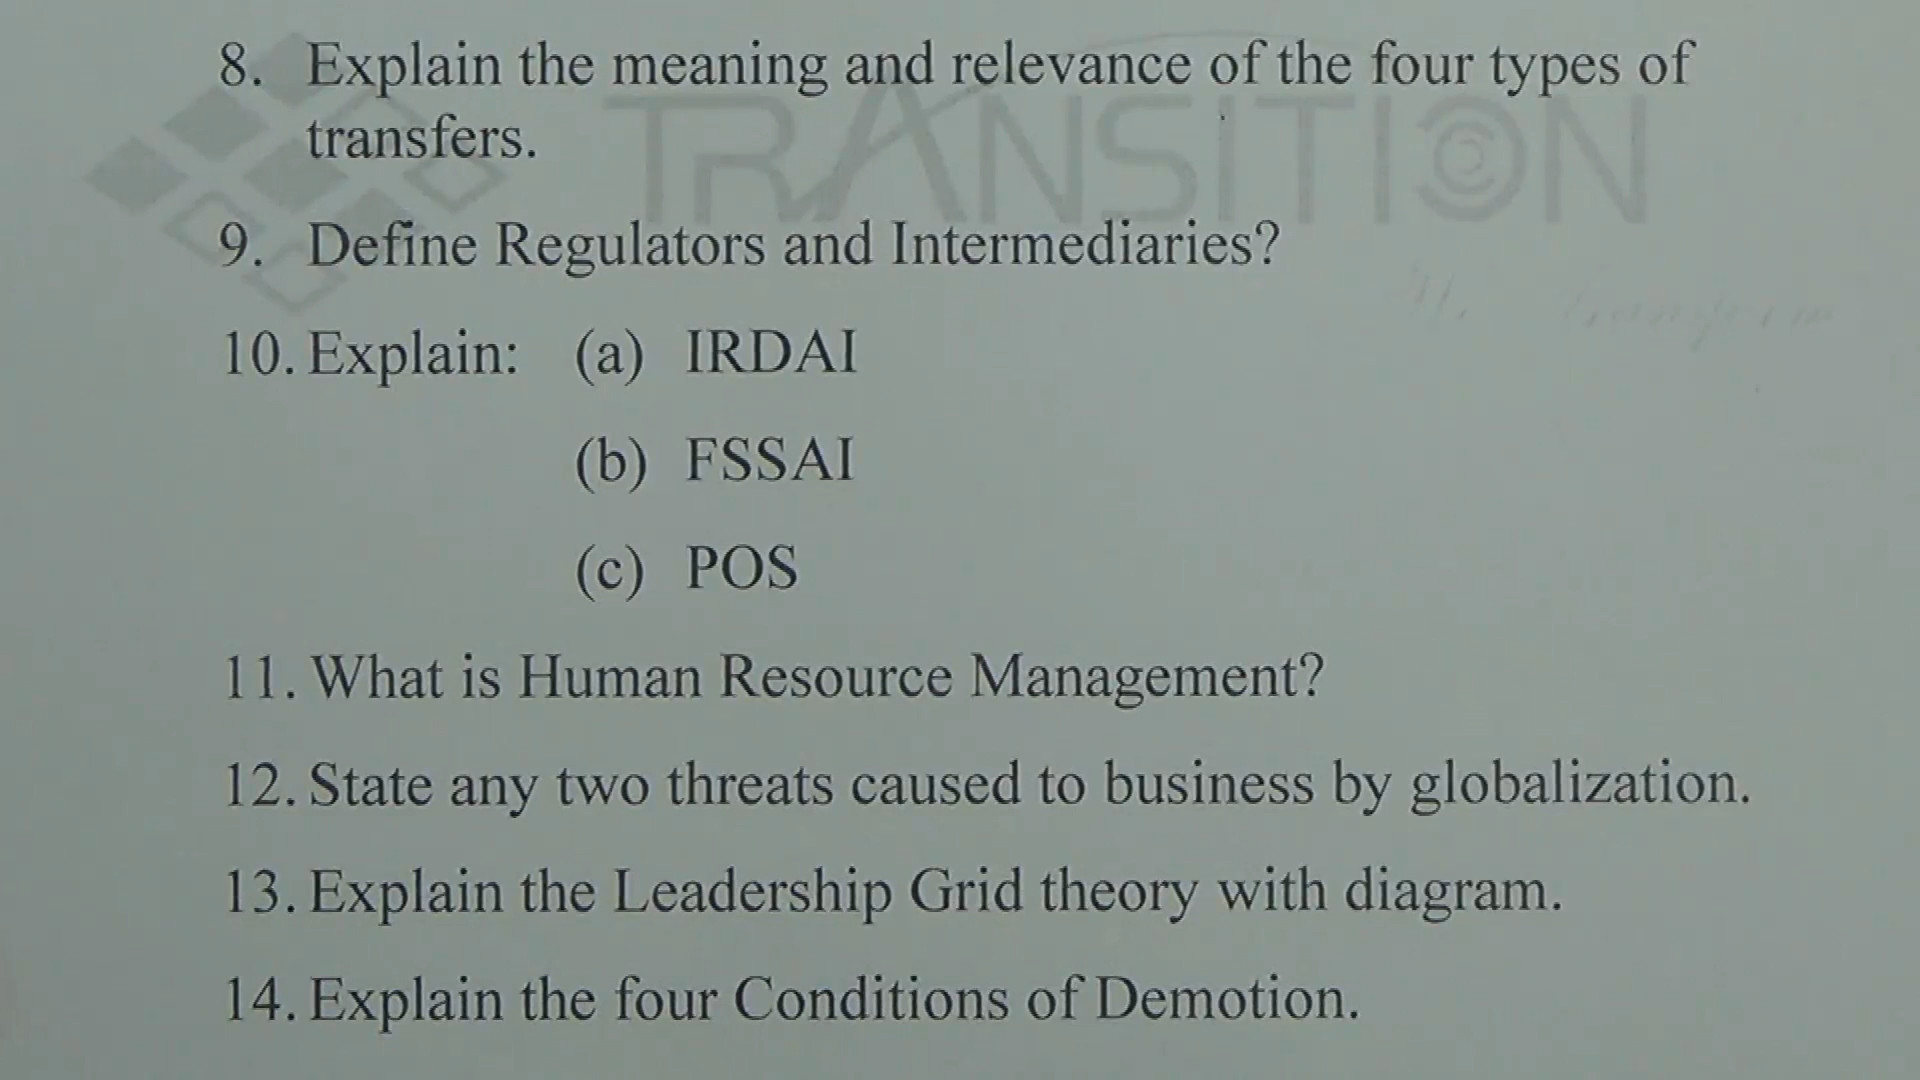 8. Explain the meaning and relevance of the four types of
transfers.
TRANSITION
9. Define Regulators and Intermediaries?
10. Explain: (a) IRDAI
(b) FSSAI
(c) POS
11. What is Human Resource Management?
12. State any two threats caused to business by globalization.
13. Explain the Leadership Grid theory with diagram.
14. Explain the four Conditions of Demotion.